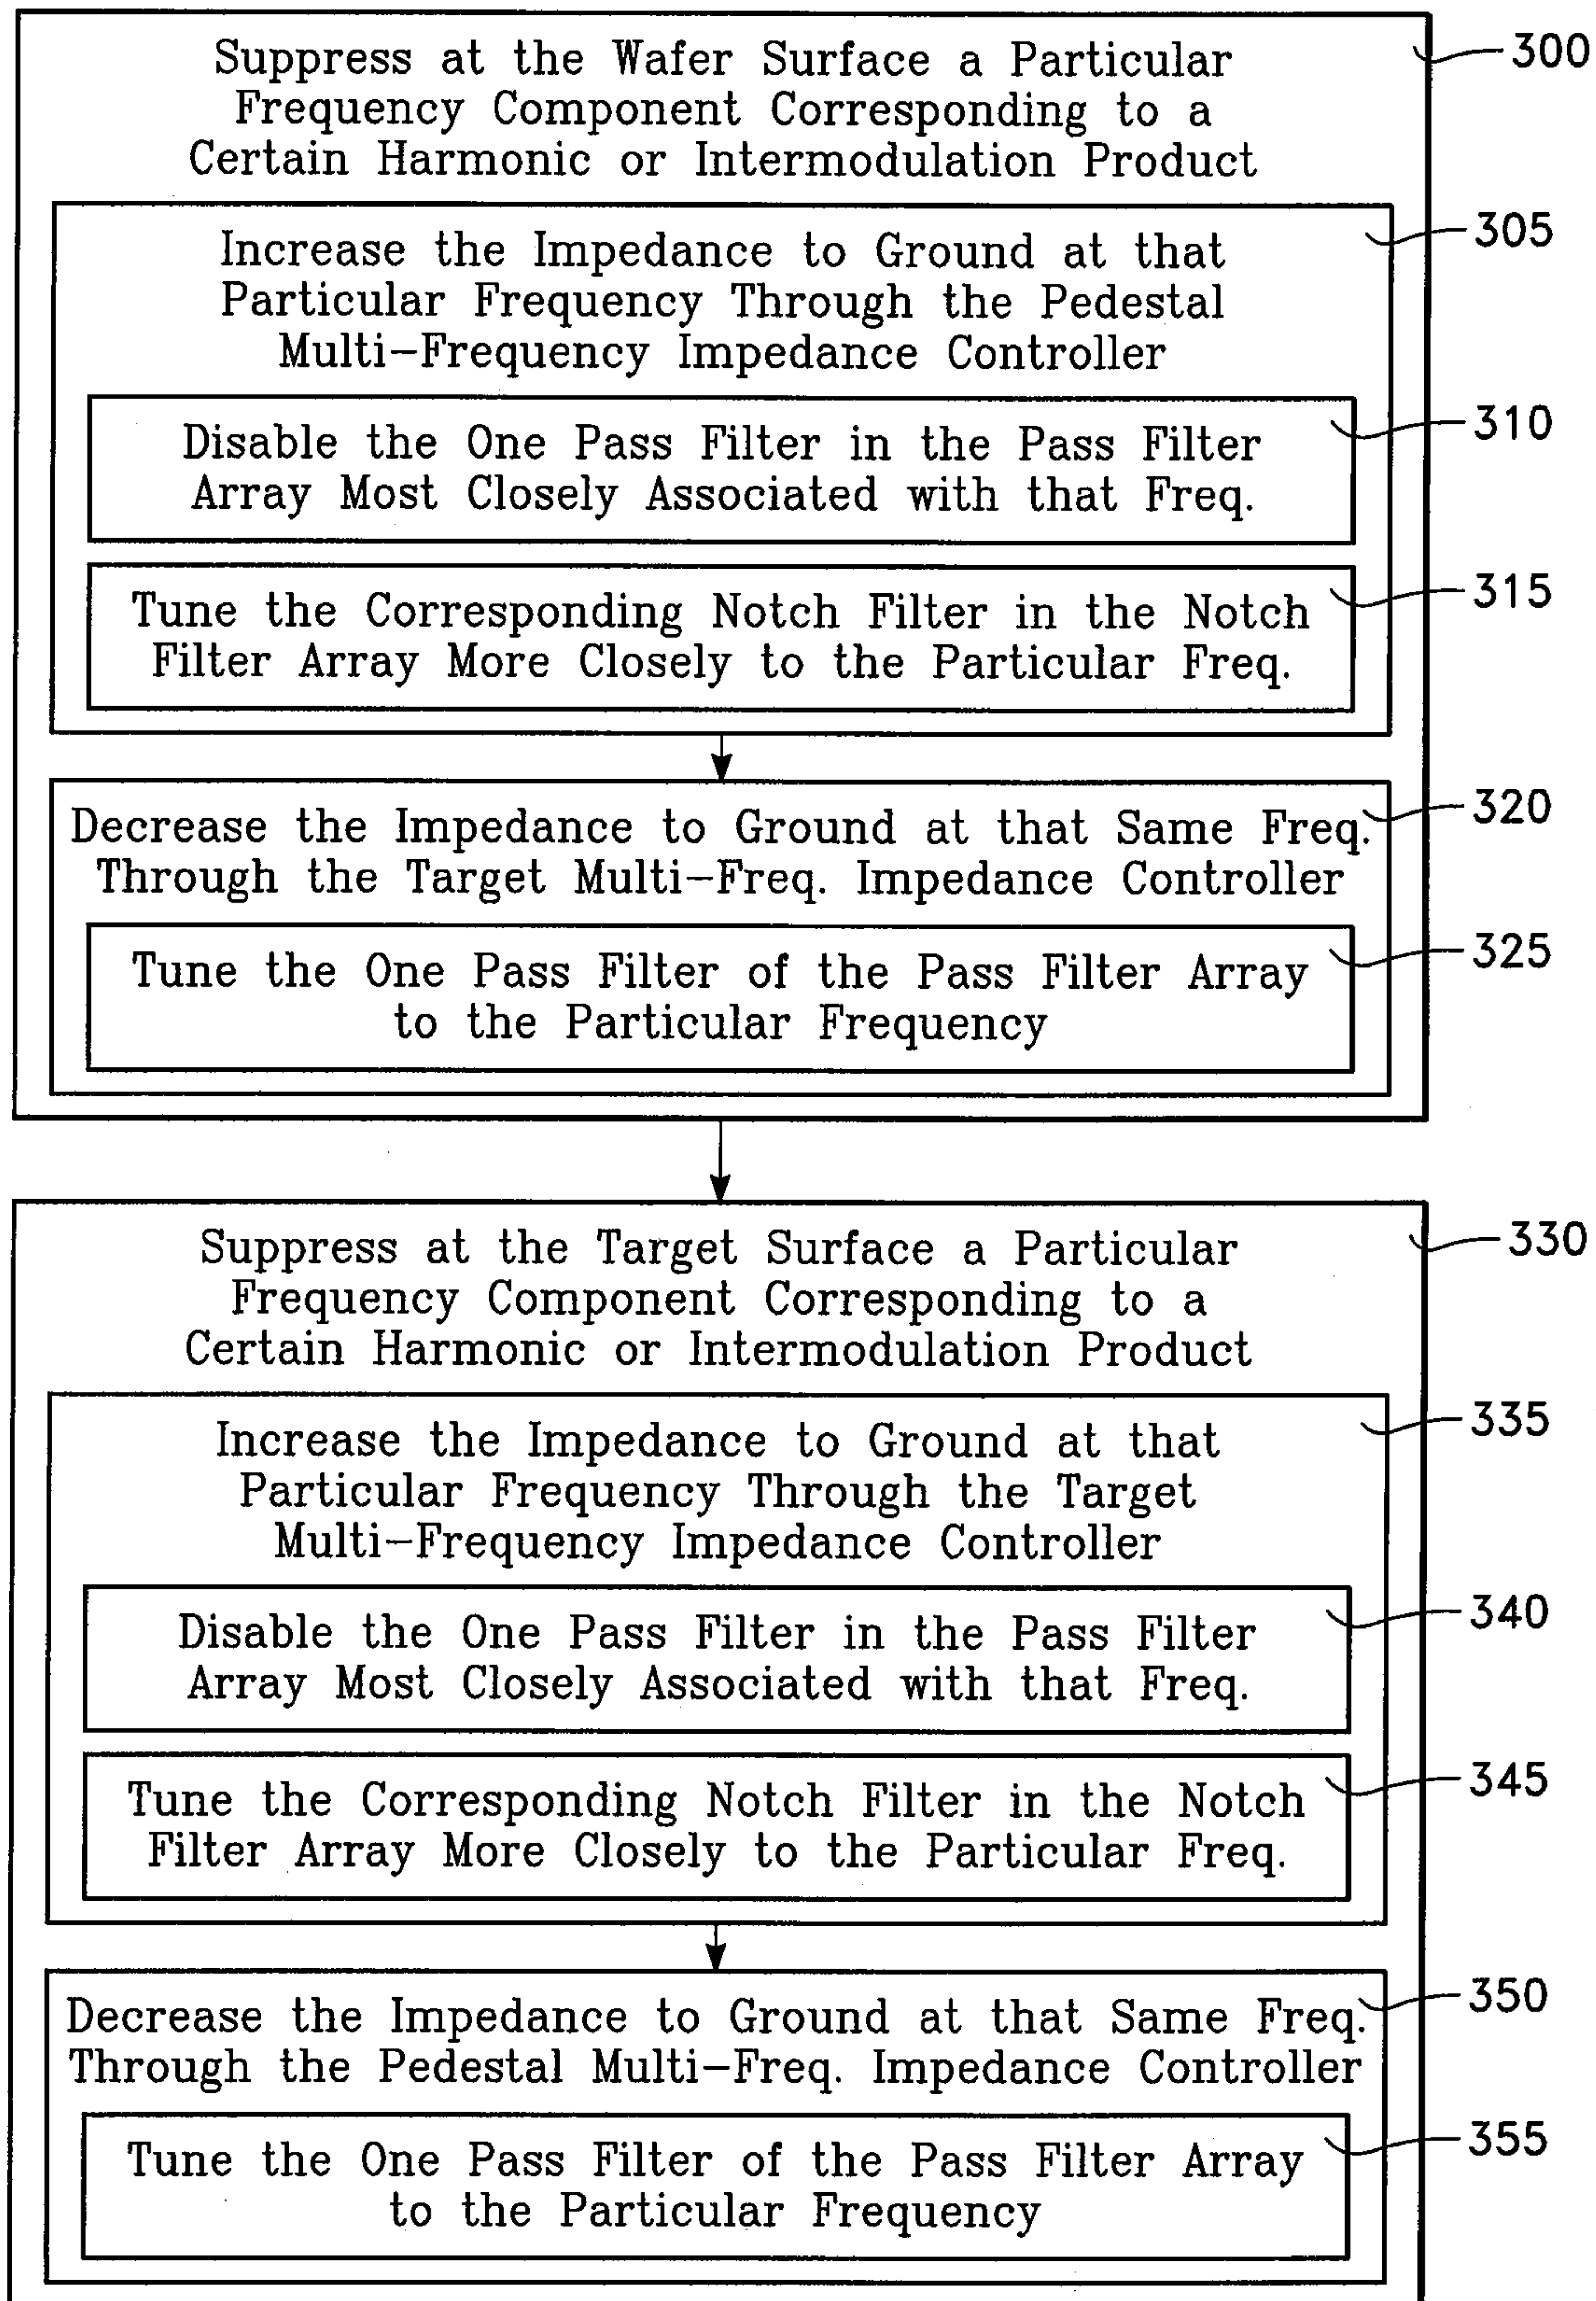 Suppress at the Wafer Surface a Particular
Frequency Component Corresponding to a
Certain Harmonic or Intermodulation Product
300
Increase the Impedance to Ground at that
Particular Frequency Through the Pedestal
Multi-Frequency Impedance Controller
305
Disable the One Pass Filter in the Pass Filter
Array Most Closely Associated with that Freq.
310
Tune the Corresponding Notch Filter in the Notch
Filter Array More Closely to the Particular Freq.
315
Decrease the Impedance to Ground at that Same Freq.
Through the Target Multi-Freq. Impedance Controller
320
Tune the One Pass Filter of the Pass Filter Array
to the Particular Frequency
325
Suppress at the Target Surface a Particular
Frequency Component Corresponding to a
Certain Harmonic or Intermodulation Product
330
Increase the Impedance to Ground at that
Particular Frequency Through the Target
Multi-Frequency Impedance Controller
335
Disable the One Pass Filter in the Pass Filter
Array Most Closely Associated with that Freq.
340
Tune the Corresponding Notch Filter in the Notch
Filter Array More Closely to the Particular Freq.
345
Decrease the Impedance to Ground at that Same Freq.
Through the Pedestal Multi-Freq. Impedance Controller
350
Tune the One Pass Filter of the Pass Filter Array
to the Particular Frequency
355